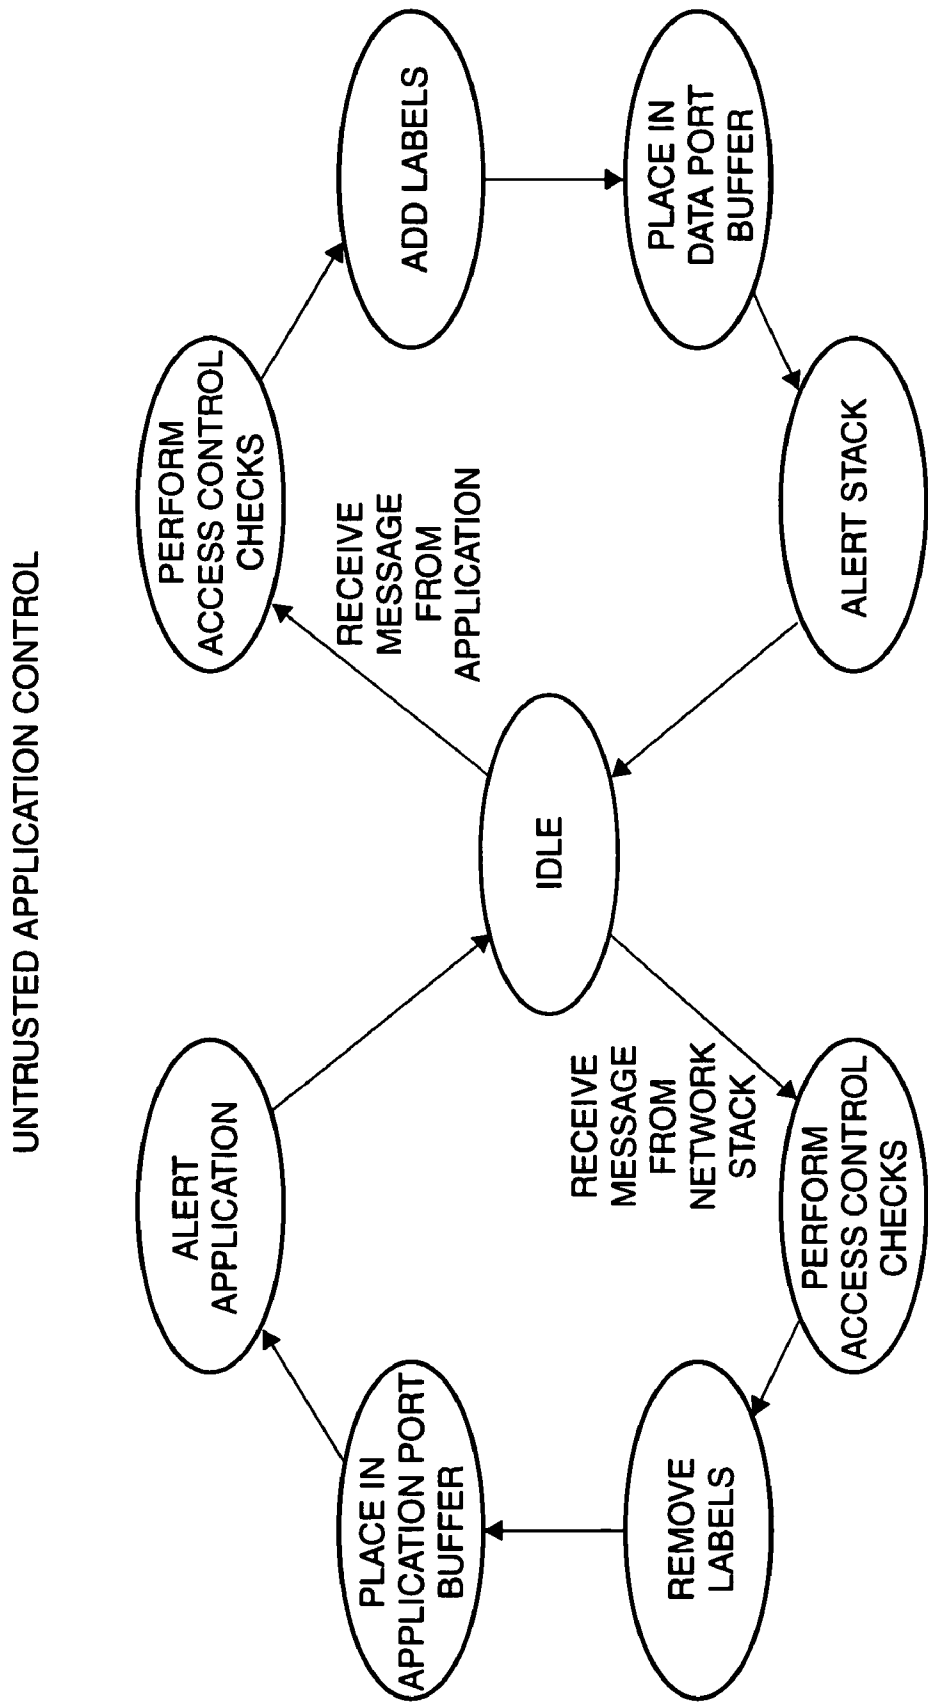 UNTRUSTED APPLICATION CONTROL
ALERT
APPLICATION
PERFORM
ACCESS CONTROL
CHECKS
PLACE IN
APPLICATION PORT
BUFFER
RECEIVE
MESSAGE
FROM
APPLICATION
ADD LABELS
IDLE
REMOVE
LABELS
RECEIVE
MESSAGE
FROM
NETWORK
STACK
PLACE IN
DATA PORT
BUFFER
PERFORM
ACCESS CONTROL
CHECKS
ALERT STACK